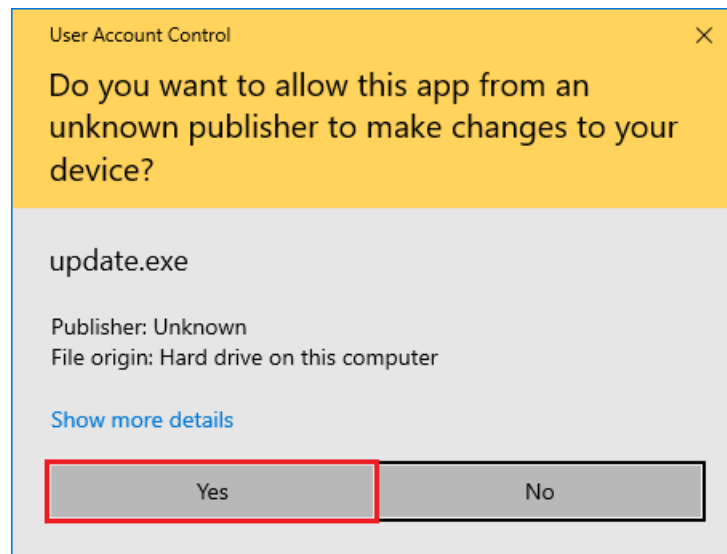 User Account Control
Do you want to allow this app from an
unknown publisher to make changes to your
device?
update.exe
Publisher: Unknown
File origin: Hard drive on this computer
Show more details
Yes
No